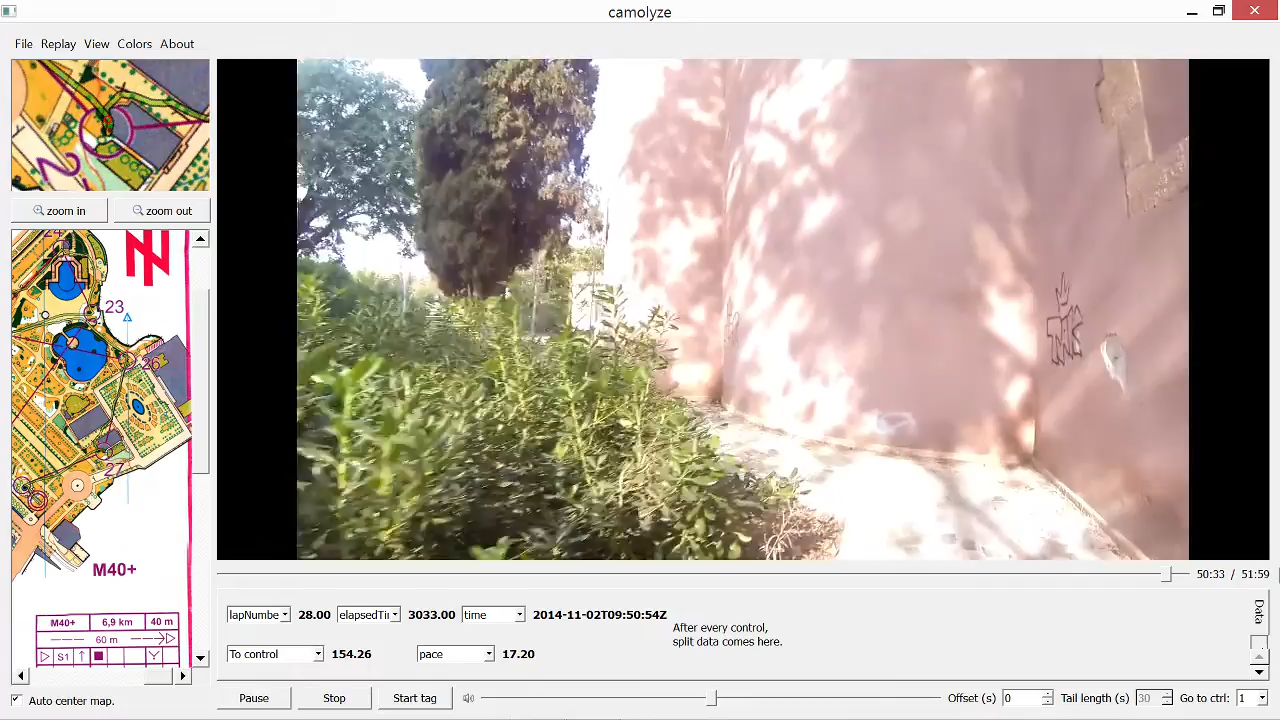 camolyze
File Replay View Colors About
zoom in zoom out
23
26
27
M40+
M40+ 6,9 km 40 m
60 m
S1
50:33 / 51:59
lapNumbe 28.00 elapsedTi 3033.00 time 2014-11-02T09:50:54Z
After every control,
split data comes here.
To control 154.26 pace 17.20
Data
Auto center map.
Pause Stop Start tag Offset (s) 0 Tail length (s) 30 Go to ctrl: 1